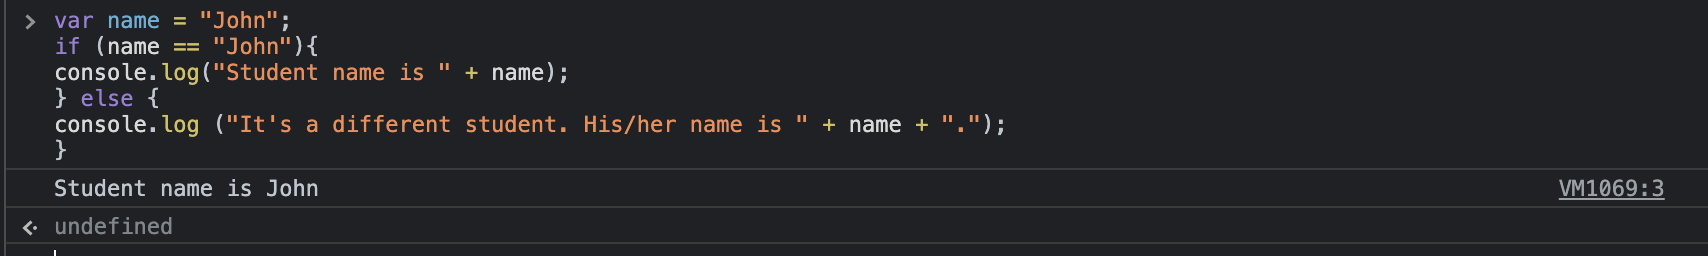 > var name = "John";
if (name == "John"){
console.log("Student name is " + name);
} else {
console.log ("It's a different student. His/her name is " + name + ".");
}
Student name is John VM1069:3
undefined